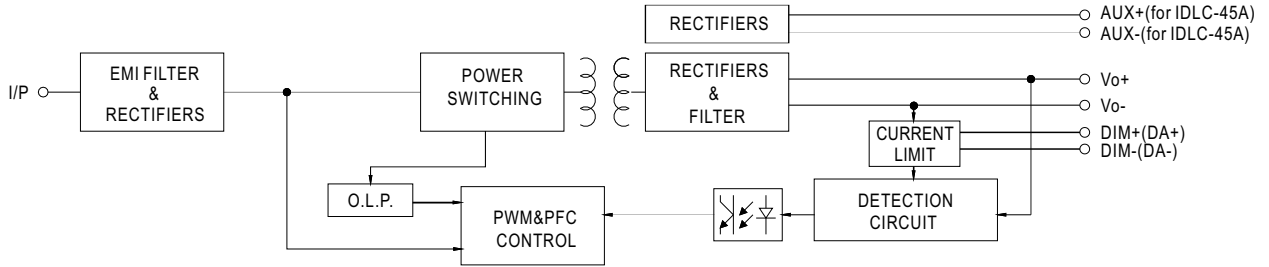 RECTIFIERS
AUX+(for IDLC-45A)
AUX-(for IDLC-45A)
I/P
EMI FILTER
&
RECTIFIERS
POWER
SWITCHING
RECTIFIERS
&
FILTER
Vo+
Vo-
CURRENT
LIMIT
DIM+(DA+)
DIM-(DA-)
O.L.P.
PWM&PFC
CONTROL
DETECTION
CIRCUIT